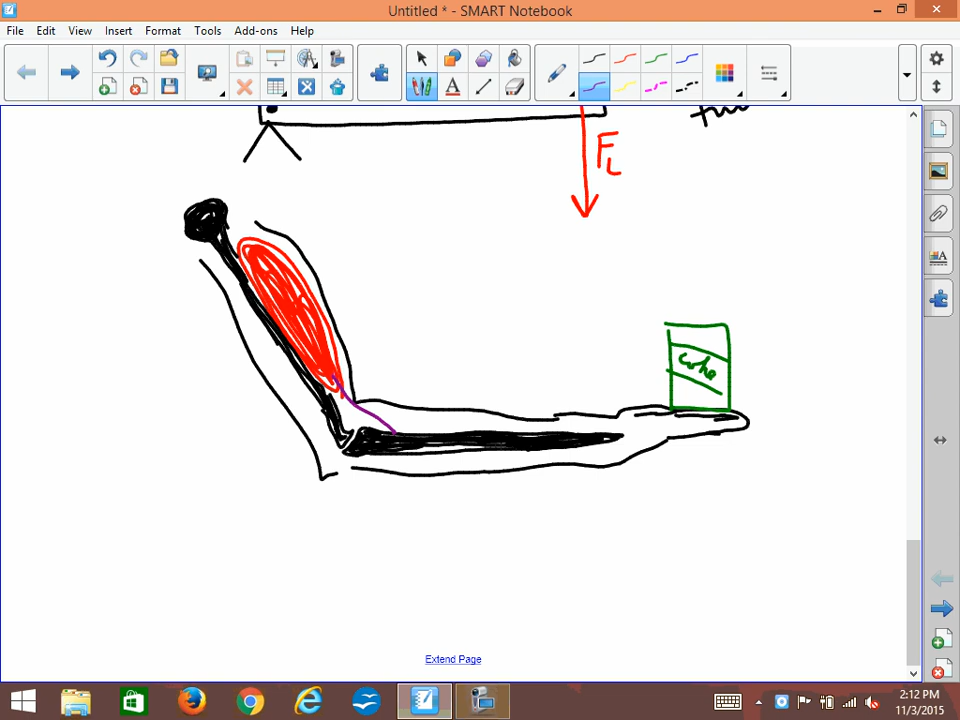 Untitled * - SMART Notebook
File Edit View Insert Format Tools Add-ons Help
FL
Coke
Extend Page
2:12 PM
11/3/2015